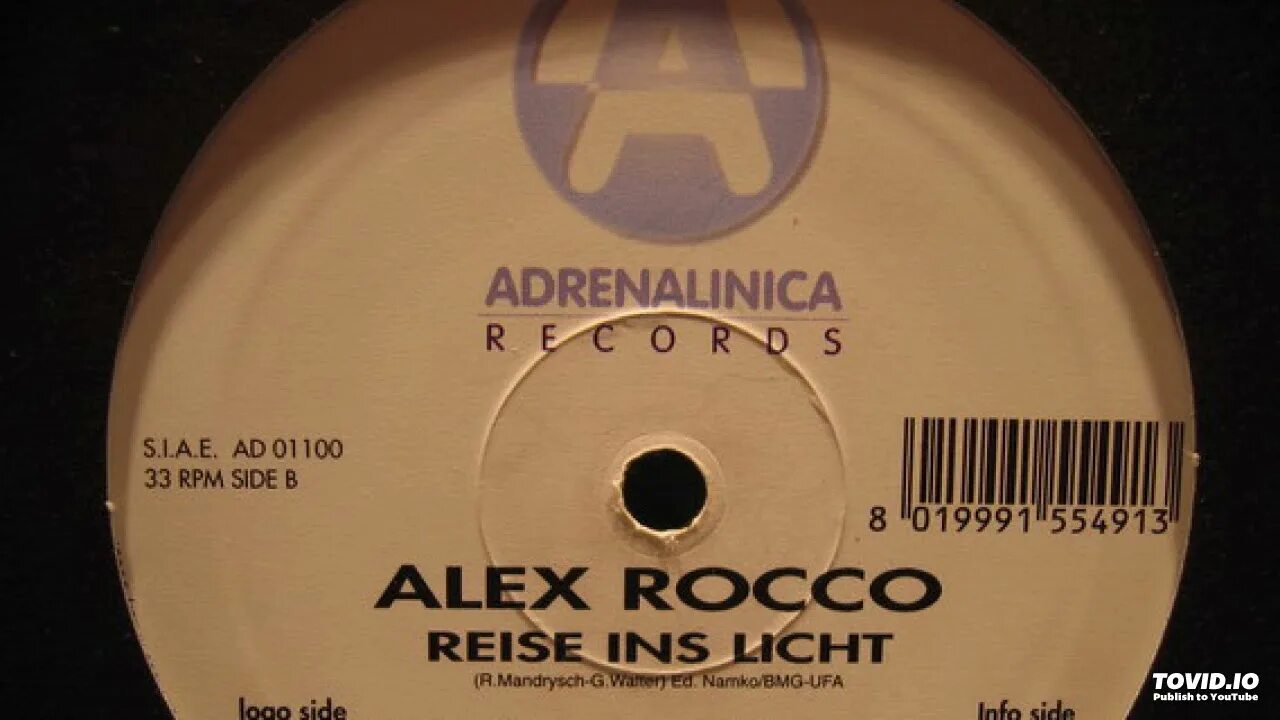 A
ADRENALINICA
RECORDS
S.I.A.E. AD 01100
33 RPM SIDE B
8 019991 554913
ALEX ROCCO
REISE INS LICHT
(R.Mandrysch-G.Walter) Ed. Namko/BMG-UFA
logo side
Info side
TOVID.IO
Publish to YouTube